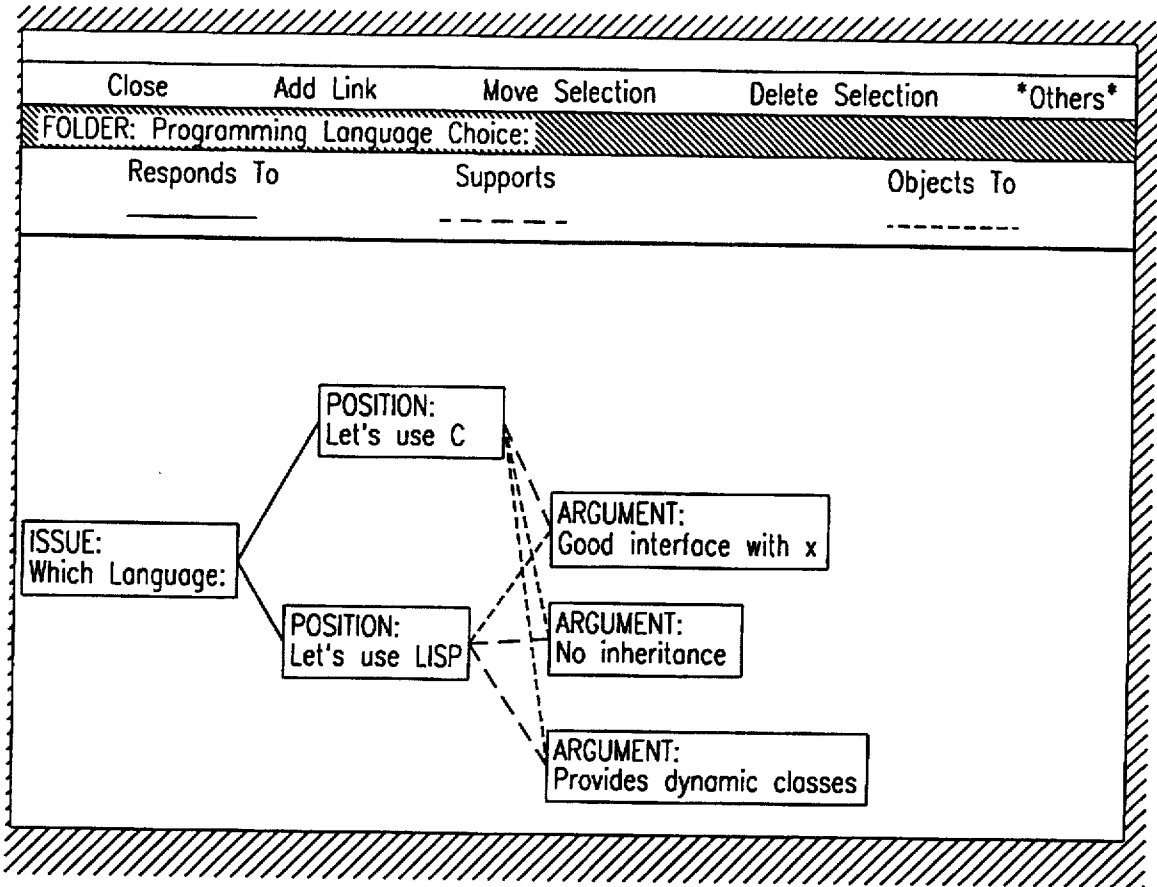 Close Add Link Move Selection Delete Selection *Others*
FOLDER: Programming Language Choice:
Responds To Supports Objects To
POSITION:
Let's use C
ISSUE:
Which Language:
POSITION:
Let's use LISP
ARGUMENT:
Good interface with x
ARGUMENT:
No inheritance
ARGUMENT:
Provides dynamic classes